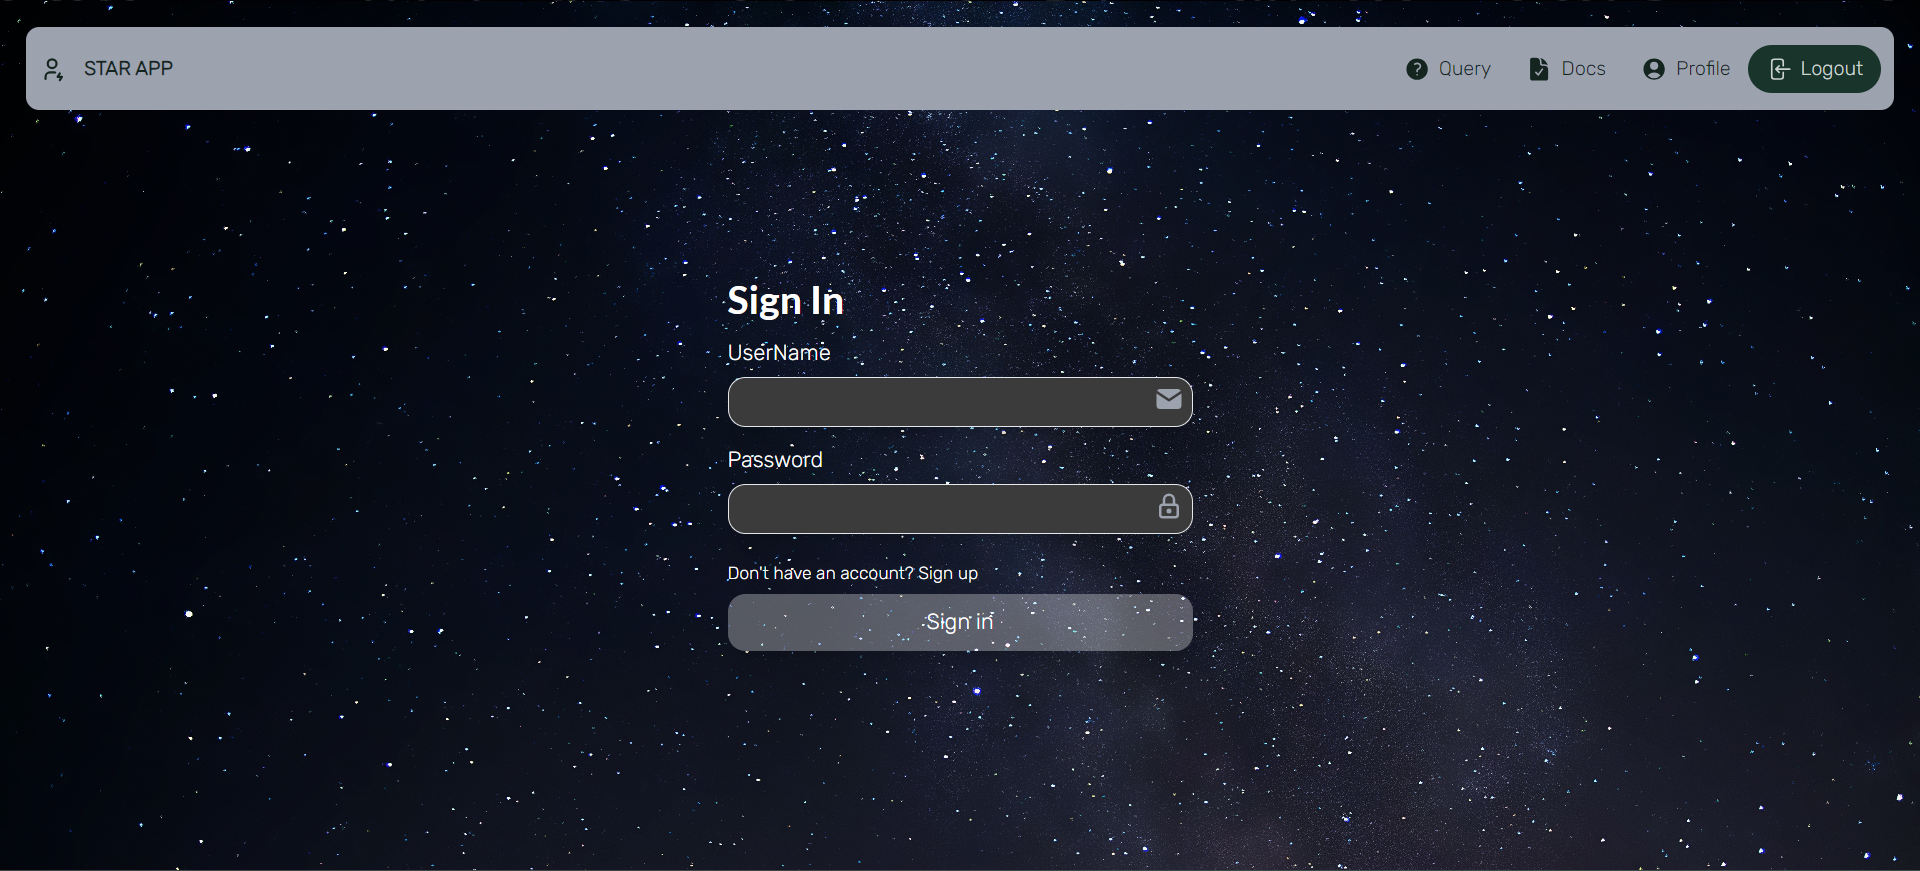 STAR APP
Query
Docs
Profile
Logout
Sign In
UserName
Password
Don't have an account? Sign up
Sign in